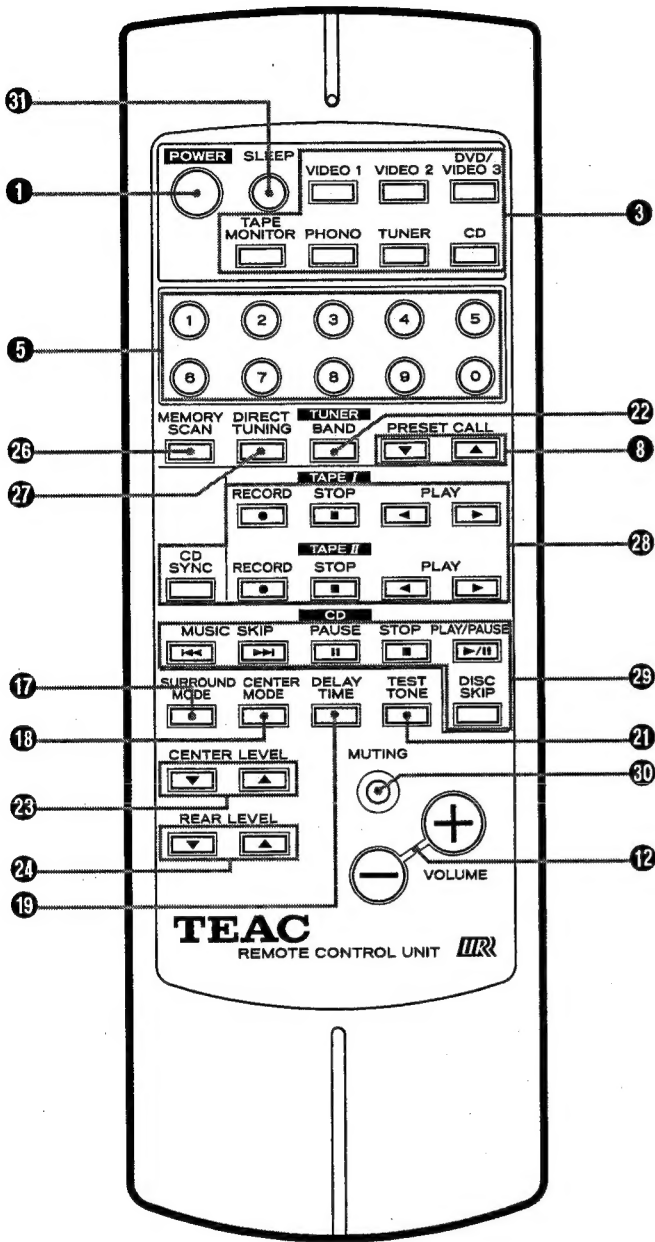 31
POWER SLEEP
VIDEO 1 VIDEO 2 DVD/
VIDEO 3
1
3
TAPE
MONITOR PHONO TUNER CD
1 2 3 4 5
5
6 7 8 9 0
MEMORY
SCAN DIRECT
TUNING TUNER
BAND PRESET CALL
22
26
8
27
TAPE I
RECORD STOP PLAY
28
TAPE II
CD
SYNC RECORD STOP PLAY
CD
MUSIC SKIP PAUSE STOP PLAY/PAUSE
29
17
SURROUND
MODE CENTER
MODE DELAY
TIME TEST
TONE DISC
SKIP
18
21
CENTER LEVEL
MUTING
30
23
REAR LEVEL
24
12
VOLUME
19
TEAC
REMOTE CONTROL UNIT